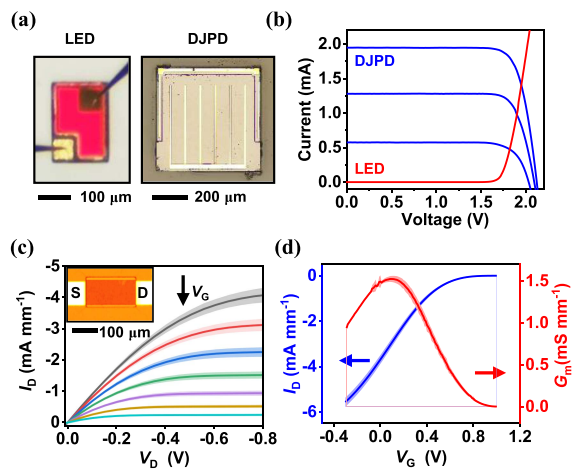 (a)
LED
DJPD
100 μm
200 μm
(b)
Current (mA)
2.0
1.5
1.0
0.5
0.0
DJPD
LED
0.0 0.5 1.0 1.5 2.0
Voltage (V)
(c)
I_D (mA mm⁻¹)
-5
-4
-3
-2
-1
0
S D
100 μm
V_G
0.0 -0.2 -0.4 -0.6 -0.8
V_D (V)
(d)
I_D (mA mm⁻¹)
0
-2
-4
-6
1.5
1.0
0.5
0.0
G_m (mS mm⁻¹)
-0.4 0.0 0.4 0.8 1.2
V_G (V)